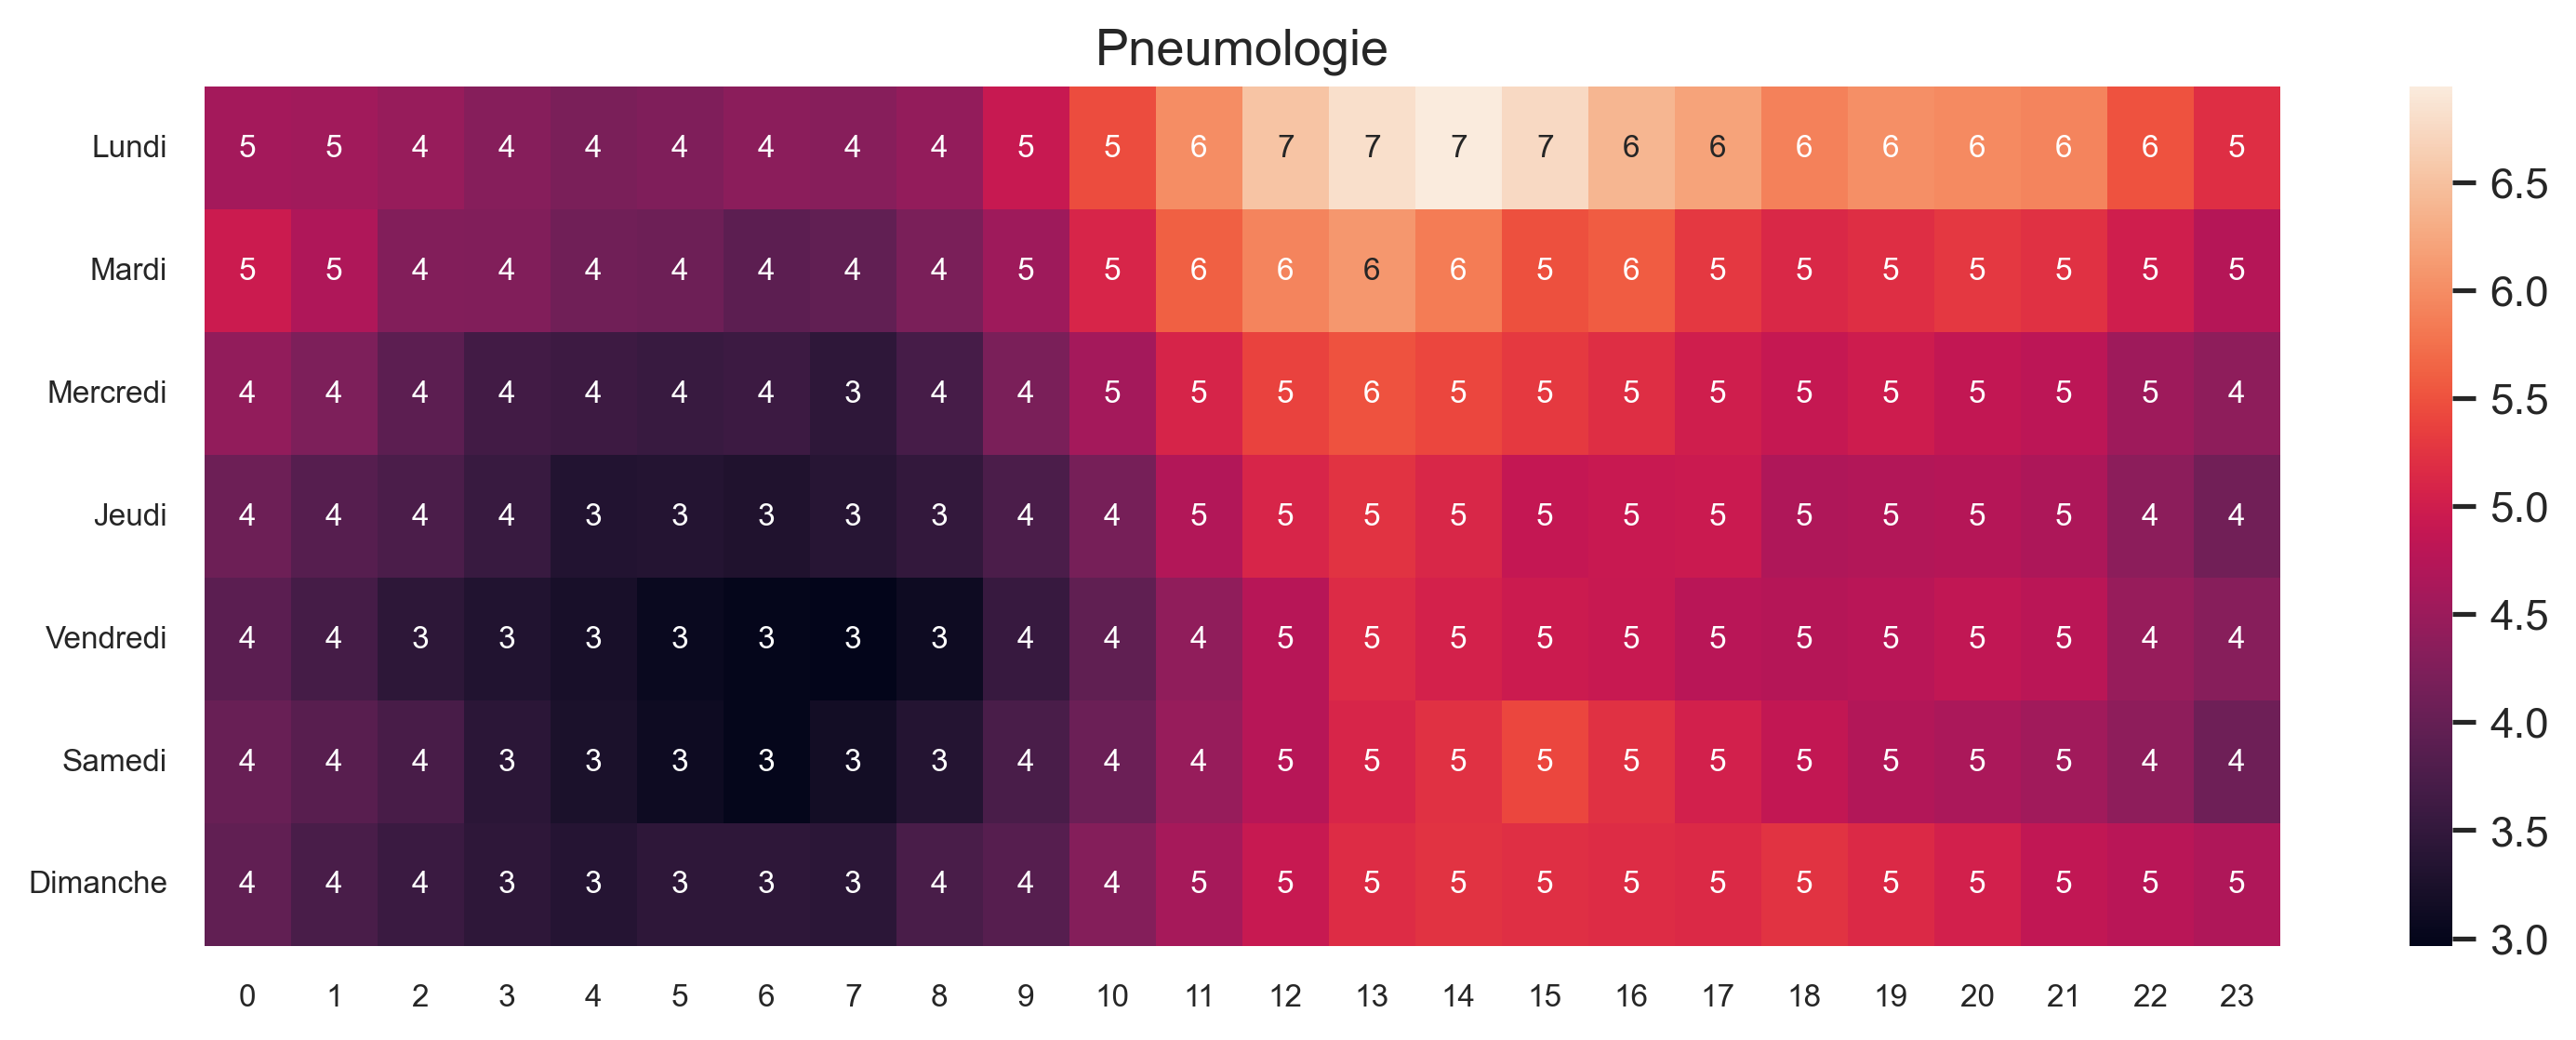 Pneumologie
Lundi 5 5 4 4 4 4 4 4 4 5 5 6 7 7 7 7 6 6 6 6 6 6 6 5
Mardi 5 5 4 4 4 4 4 4 4 5 5 6 6 6 6 5 6 5 5 5 5 5 5 5
Mercredi 4 4 4 4 4 4 4 3 4 4 5 5 5 6 5 5 5 5 5 5 5 5 5 4
Jeudi 4 4 4 4 3 3 3 3 3 4 4 5 5 5 5 5 5 5 5 5 5 5 4 4
Vendredi 4 4 3 3 3 3 3 3 3 4 4 4 5 5 5 5 5 5 5 5 5 5 4 4
Samedi 4 4 4 3 3 3 3 3 3 4 4 4 5 5 5 5 5 5 5 5 5 5 4 4
Dimanche 4 4 4 3 3 3 3 3 4 4 4 5 5 5 5 5 5 5 5 5 5 5 5 5
0 1 2 3 4 5 6 7 8 9 10 11 12 13 14 15 16 17 18 19 20 21 22 23
6.5
6.0
5.5
5.0
4.5
4.0
3.5
3.0